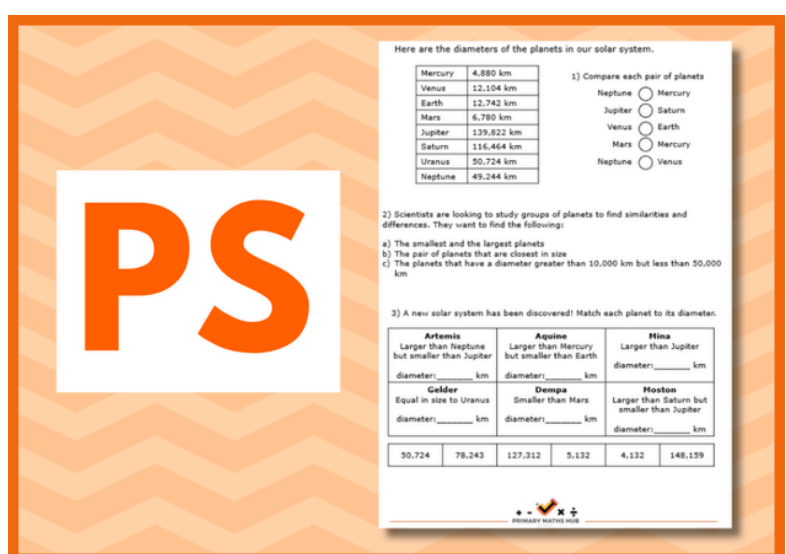 PS
Here are the diameters of the planets in our solar system.
Mercury 4,880 km
Venus 12,104 km
Earth 12,742 km
Mars 6,780 km
Jupiter 139,822 km
Saturn 116,464 km
Uranus 50,724 km
Neptune 49,244 km
1) Compare each pair of planets
Neptune Mercury
Jupiter Saturn
Venus Earth
Mars Mercury
Neptune Venus
2) Scientists are looking to study groups of planets to find similarities and
differences. They want to find the following:
a) The smallest and the largest planets
b) The pair of planets that are closest in size
c) The planets that have a diameter greater than 10,000 km but less than 50,000
km
3) A new solar system has been discovered! Match each planet to its diameter.
Artemis
Larger than Neptune
but smaller than Jupiter
diameter:_______ km
Aquine
Larger than Mercury
but smaller than Earth
diameter:_______ km
Mina
Larger than Jupiter
diameter:_______ km
Gelder
Equal in size to Uranus
diameter:_______ km
Dempa
Smaller than Mars
diameter:_______ km
Moston
Larger than Saturn but
smaller than Jupiter
diameter:_______ km
50,724 78,243 127,312 5,132 4,132 148,159
+ - × ÷
PRIMARY MATHS HUB